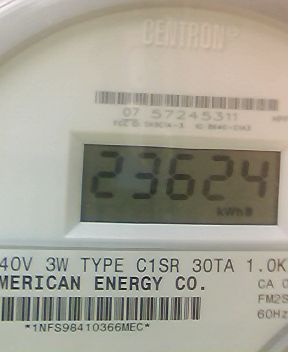 CENTRON®
07 57245311
23624
kWh
40V 3W TYPE C1SR 30TA 1.0K
MERICAN ENERGY CO.
CA 0
FM2S
60Hz
*1NFS98410366MEC*